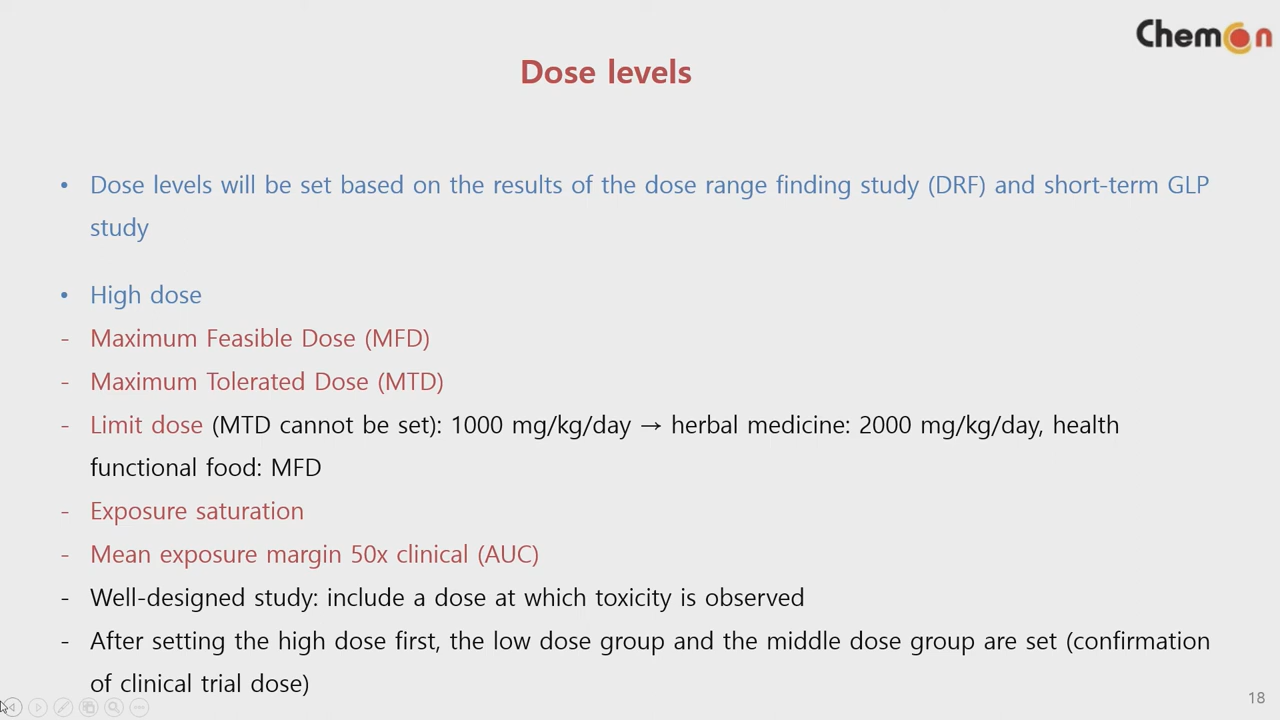 ChemOn
Dose levels
• Dose levels will be set based on the results of the dose range finding study (DRF) and short-term GLP
study
• High dose
- Maximum Feasible Dose (MFD)
- Maximum Tolerated Dose (MTD)
- Limit dose (MTD cannot be set): 1000 mg/kg/day → herbal medicine: 2000 mg/kg/day, health
functional food: MFD
- Exposure saturation
- Mean exposure margin 50x clinical (AUC)
- Well-designed study: include a dose at which toxicity is observed
- After setting the high dose first, the low dose group and the middle dose group are set (confirmation
of clinical trial dose)
18